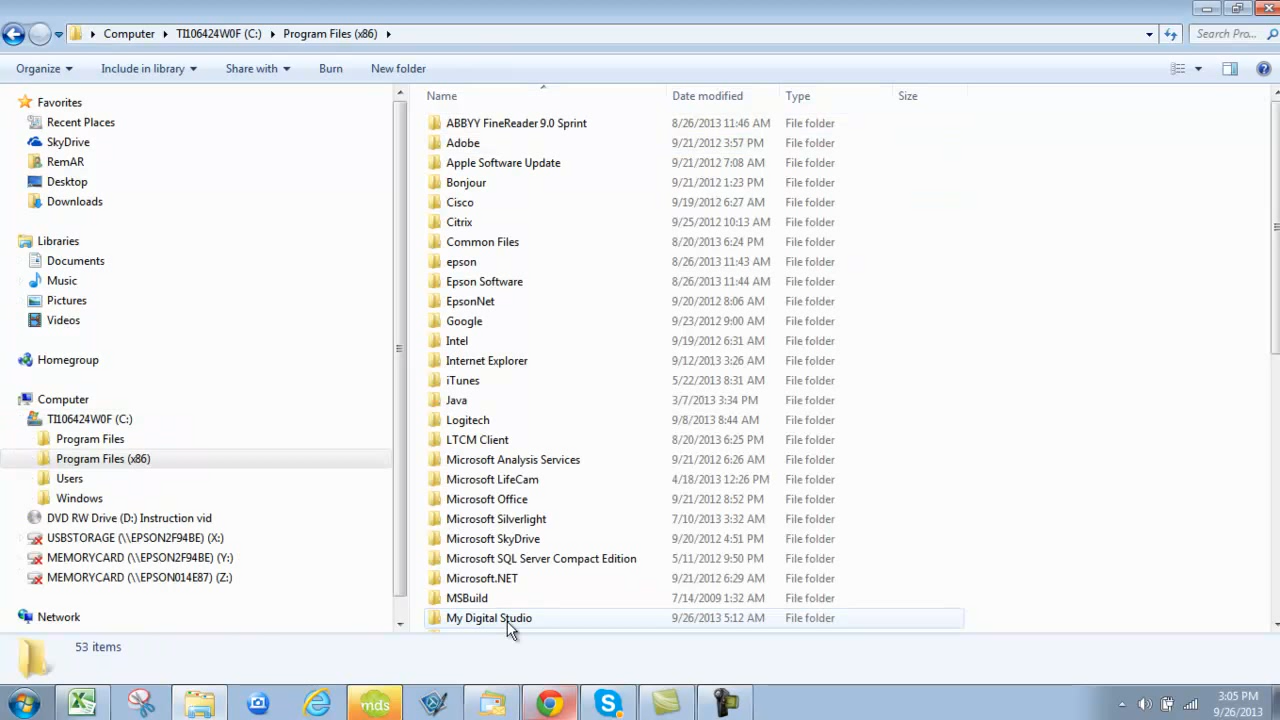 Computer TI106424W0F (C:) Program Files (x86) Search Pro...
Organize Include in library Share with Burn New folder
Favorites
Recent Places
SkyDrive
RemAR
Desktop
Downloads
Libraries
Documents
Music
Pictures
Videos
Homegroup
Computer
TI106424W0F (C:)
Program Files
Program Files (x86)
Users
Windows
DVD RW Drive (D:) Instruction vid
USBSTORAGE (\\EPSON2F94BE) (X:)
MEMORYCARD (\\EPSON2F94BE) (Y:)
MEMORYCARD (\\EPSON014E87) (Z:)
Network
Name Date modified Type Size
ABBYY FineReader 9.0 Sprint 8/26/2013 11:46 AM File folder
Adobe 9/21/2012 3:57 PM File folder
Apple Software Update 9/21/2012 7:08 AM File folder
Bonjour 9/21/2012 1:23 PM File folder
Cisco 9/19/2012 6:27 AM File folder
Citrix 9/25/2012 10:13 AM File folder
Common Files 8/20/2013 6:24 PM File folder
epson 8/26/2013 11:43 AM File folder
Epson Software 8/26/2013 11:44 AM File folder
EpsonNet 9/20/2012 8:06 AM File folder
Google 9/23/2012 9:00 AM File folder
Intel 9/19/2012 6:31 AM File folder
Internet Explorer 9/12/2013 3:26 AM File folder
iTunes 5/22/2013 8:31 AM File folder
Java 3/7/2013 3:34 PM File folder
Logitech 9/8/2013 8:44 AM File folder
LTCM Client 8/20/2013 6:25 PM File folder
Microsoft Analysis Services 9/21/2012 6:26 AM File folder
Microsoft LifeCam 4/18/2013 12:26 PM File folder
Microsoft Office 9/21/2012 8:52 PM File folder
Microsoft Silverlight 7/10/2013 3:32 AM File folder
Microsoft SkyDrive 9/20/2012 4:51 PM File folder
Microsoft SQL Server Compact Edition 5/11/2012 9:50 PM File folder
Microsoft.NET 9/21/2012 6:29 AM File folder
MSBuild 7/14/2009 1:32 AM File folder
My Digital Studio 9/26/2013 5:12 AM File folder
53 items
mds
3:05 PM
9/26/2013